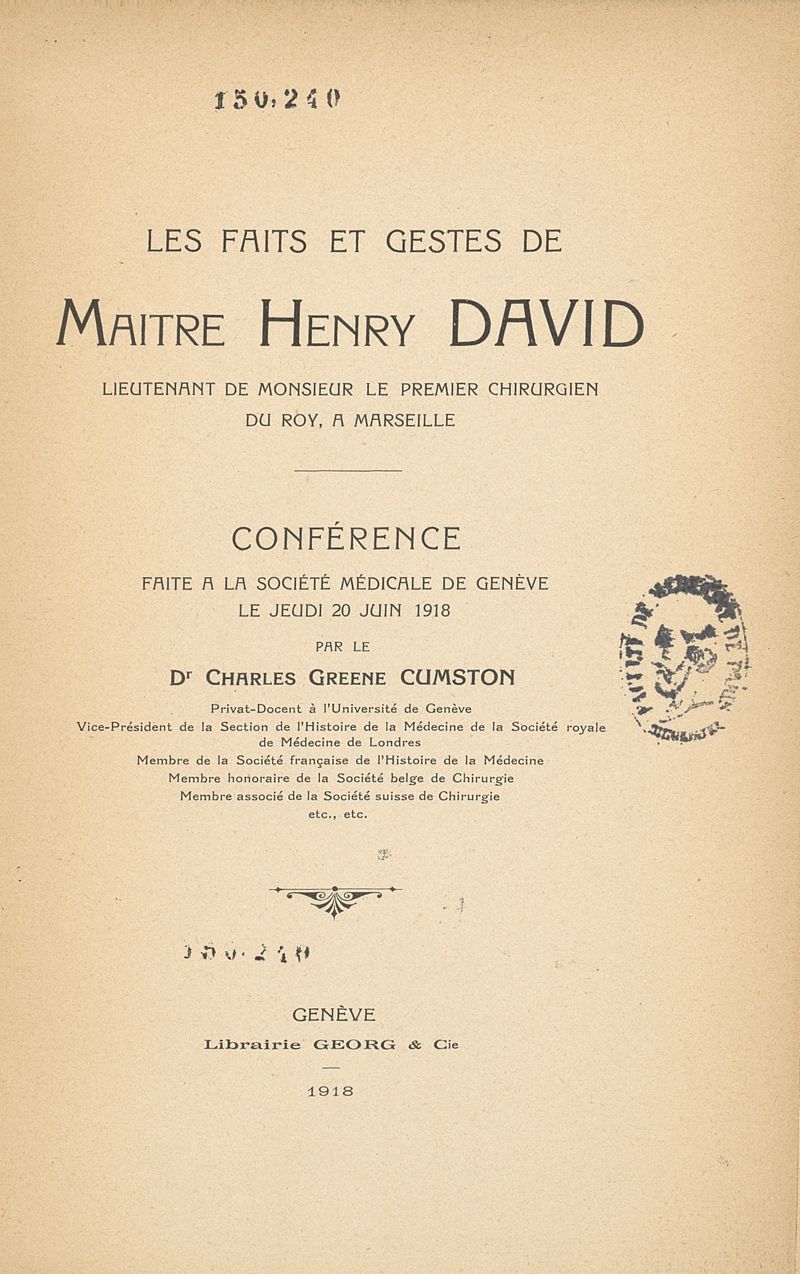 150.240
LES FAITS ET GESTES DE
MAITRE HENRY DAVID
LIEUTENANT DE MONSIEUR LE PREMIER CHIRURGIEN
DU ROY, A MARSEILLE
CONFÉRENCE
FAITE A LA SOCIÉTÉ MÉDICALE DE GENÈVE
LE JEUDI 20 JUIN 1918
PAR LE
Dr CHARLES GREENE CUMSTON
Privat-Docent à l'Université de Genève
Vice-Président de la Section de l'Histoire de la Médecine de la Société royale
de Médecine de Londres
Membre de la Société française de l'Histoire de la Médecine
Membre honoraire de la Société belge de Chirurgie
Membre associé de la Société suisse de Chirurgie
etc., etc.
150.240
GENÈVE
Librairie GEORG & Cie
1918